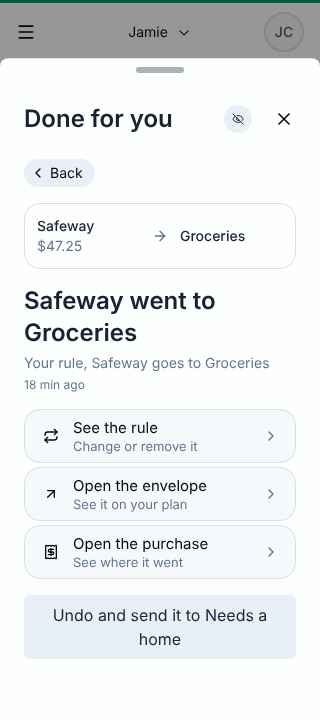 Jamie
JC
Done for you
Back
Safeway
$47.25
Groceries
Safeway went to
Groceries
Your rule, Safeway goes to Groceries
18 min ago
See the rule
Change or remove it
Open the envelope
See it on your plan
Open the purchase
See where it went
Undo and send it to Needs a
home